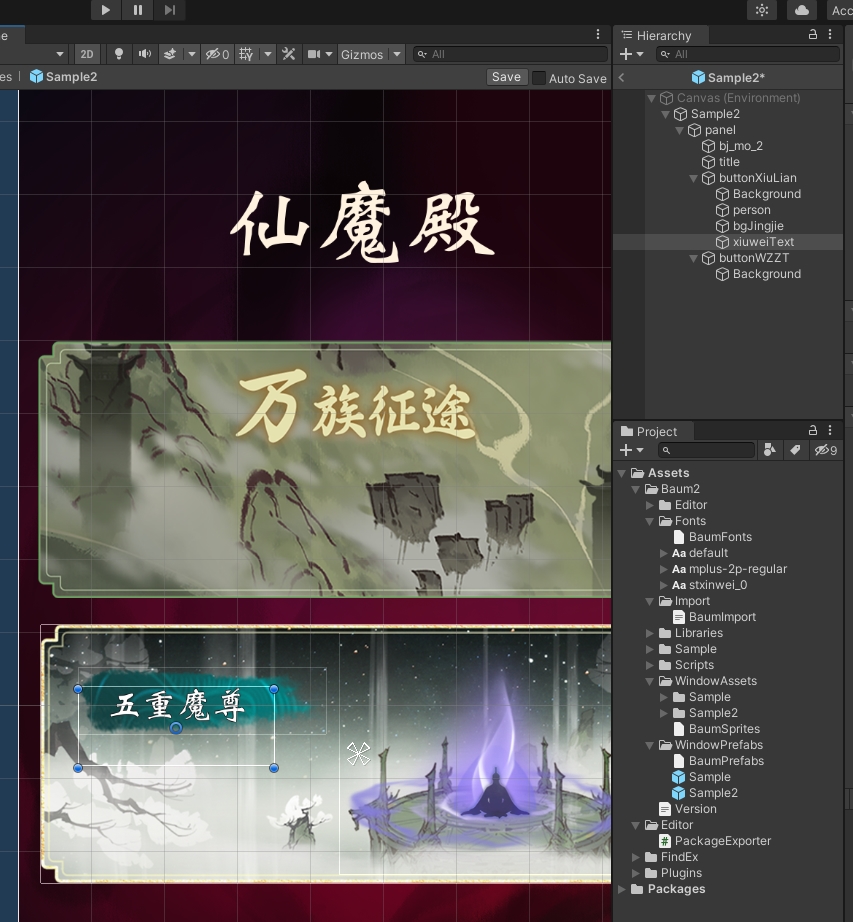 Acc
e
2D
0
Gizmos
All
es
Sample2
Save
Auto Save
仙魔殿
万族征途
五重魔尊
Hierarchy
All
Sample2*
Canvas (Environment)
Sample2
panel
bj_mo_2
title
buttonXiuLian
Background
person
bgJingjie
xiuweiText
buttonWZZT
Background
Project
9
Assets
Baum2
Editor
Fonts
BaumFonts
Aa default
Aa mplus-2p-regular
Aa stxinwei_0
Import
BaumImport
Libraries
Sample
Scripts
WindowAssets
Sample
Sample2
BaumSprites
WindowPrefabs
BaumPrefabs
Sample
Sample2
Version
Editor
# PackageExporter
FindEx
Plugins
Packages